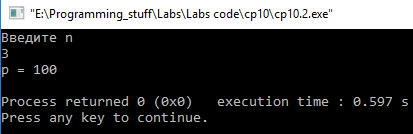 "E:\Programming_stuff\Labs\Labs code\cp10\cp10.2.exe"
Введите n
3
p = 100
Process returned 0 (0x0)   execution time : 0.597 s
Press any key to continue.